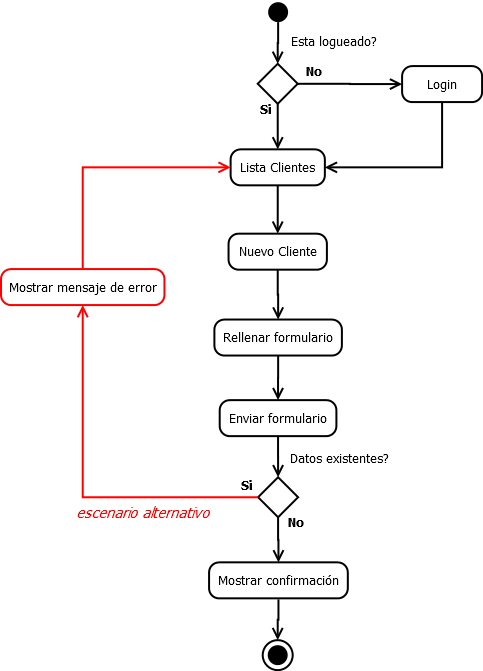 Esta logueado?
No
Login
Si
Lista Clientes
Nuevo Cliente
Mostrar mensaje de error
Rellenar formulario
Enviar formulario
Datos existentes?
Si
escenario alternativo
No
Mostrar confirmación